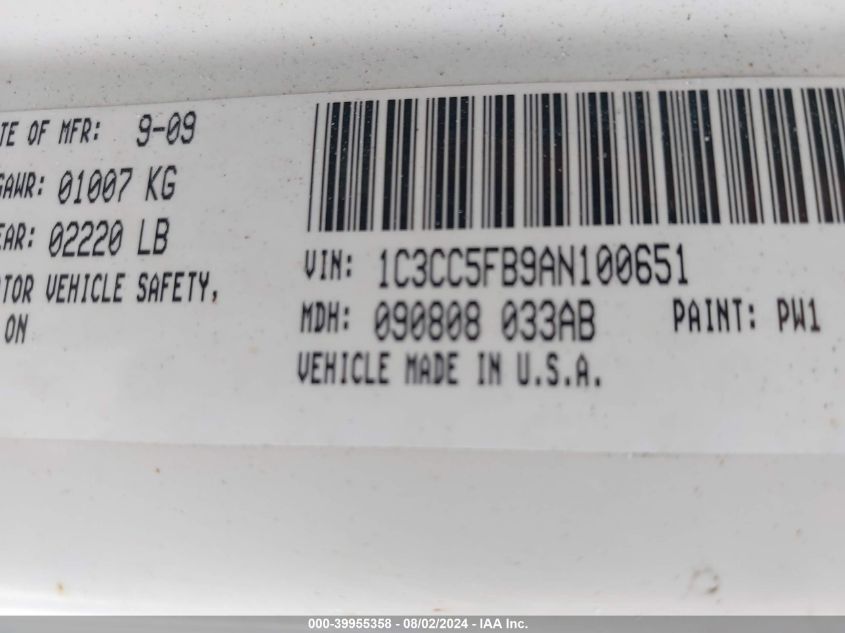 TE OF MFR: 9-09
GAWR: 01007 KG
EAR: 02220 LB
TOR VEHICLE SAFETY,
ON
VIN: 1C3CC5FB9AN100651
MDH: 090808 033AB PAINT: PW1
VEHICLE MADE IN U.S.A.
000-39955358 - 08/02/2024 - IAA Inc.